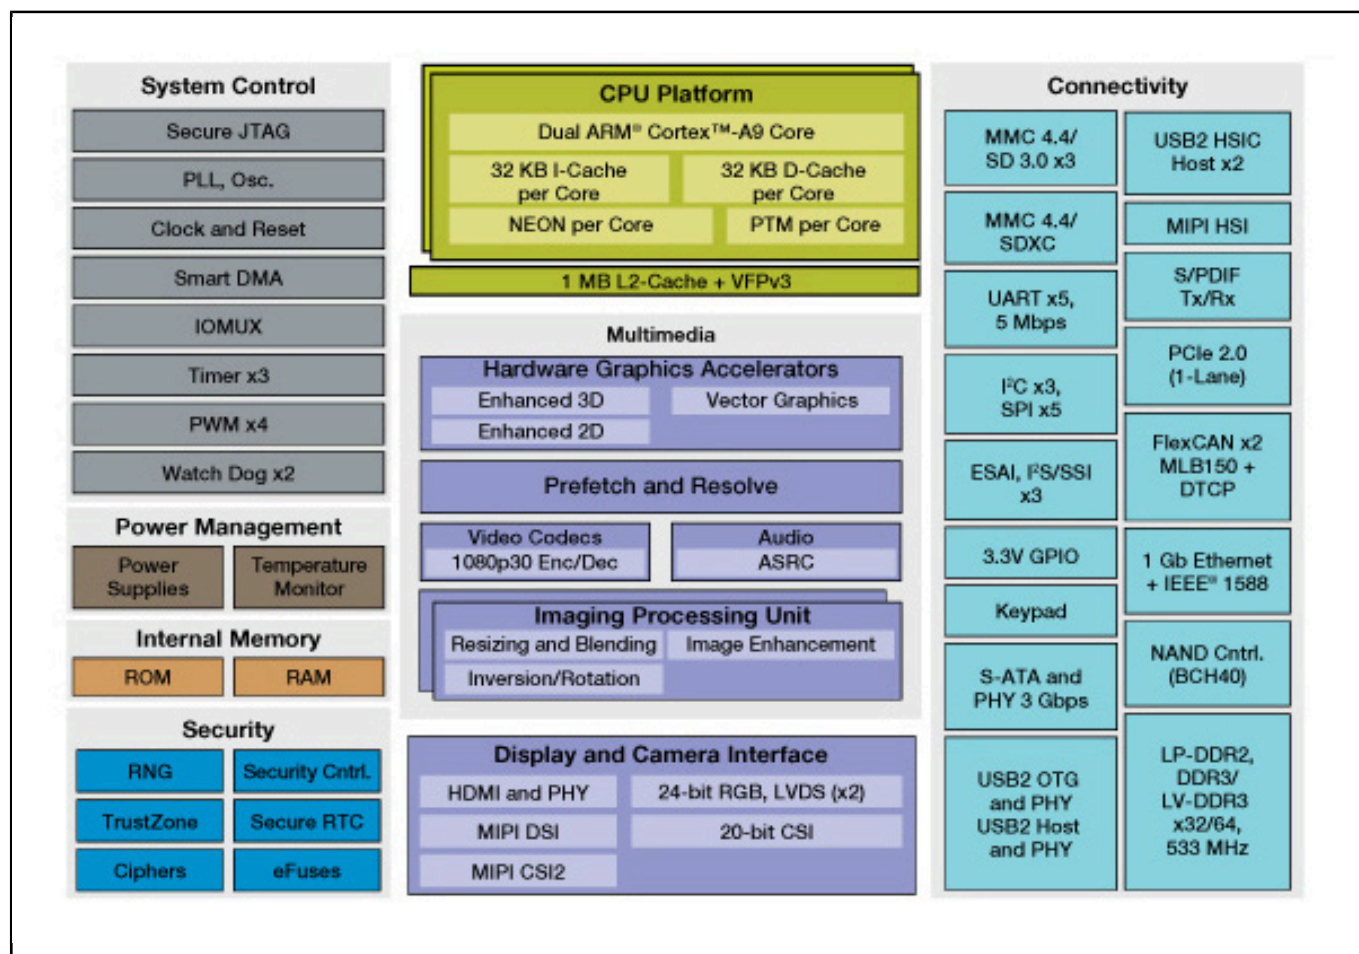 System Control
Secure JTAG
PLL, Osc.
Clock and Reset
Smart DMA
IOMUX
Timer x3
PWM x4
Watch Dog x2
Power Management
Power
Supplies
Temperature
Monitor
Internal Memory
ROM
RAM
Security
RNG
Security Cntrl.
TrustZone
Secure RTC
Ciphers
eFuses
CPU Platform
Dual ARM® Cortex™-A9 Core
32 KB I-Cache
per Core
32 KB D-Cache
per Core
NEON per Core
PTM per Core
1 MB L2-Cache + VFPv3
Multimedia
Hardware Graphics Accelerators
Enhanced 3D
Vector Graphics
Enhanced 2D
Prefetch and Resolve
Video Codecs
1080p30 Enc/Dec
Audio
ASRC
Imaging Processing Unit
Resizing and Blending
Image Enhancement
Inversion/Rotation
Display and Camera Interface
HDMI and PHY
24-bit RGB, LVDS (x2)
MIPI DSI
20-bit CSI
MIPI CSI2
Connectivity
MMC 4.4/
SD 3.0 x3
MMC 4.4/
SDXC
UART x5,
5 Mbps
I²C x3,
SPI x5
ESAI, I²S/SSI
x3
3.3V GPIO
Keypad
S-ATA and
PHY 3 Gbps
USB2 OTG
and PHY
USB2 Host
and PHY
USB2 HSIC
Host x2
MIPI HSI
S/PDIF
Tx/Rx
PCIe 2.0
(1-Lane)
FlexCAN x2
MLB150 +
DTCP
1 Gb Ethernet
+ IEEE® 1588
NAND Cntrl.
(BCH40)
LP-DDR2,
DDR3/
LV-DDR3
x32/64,
533 MHz